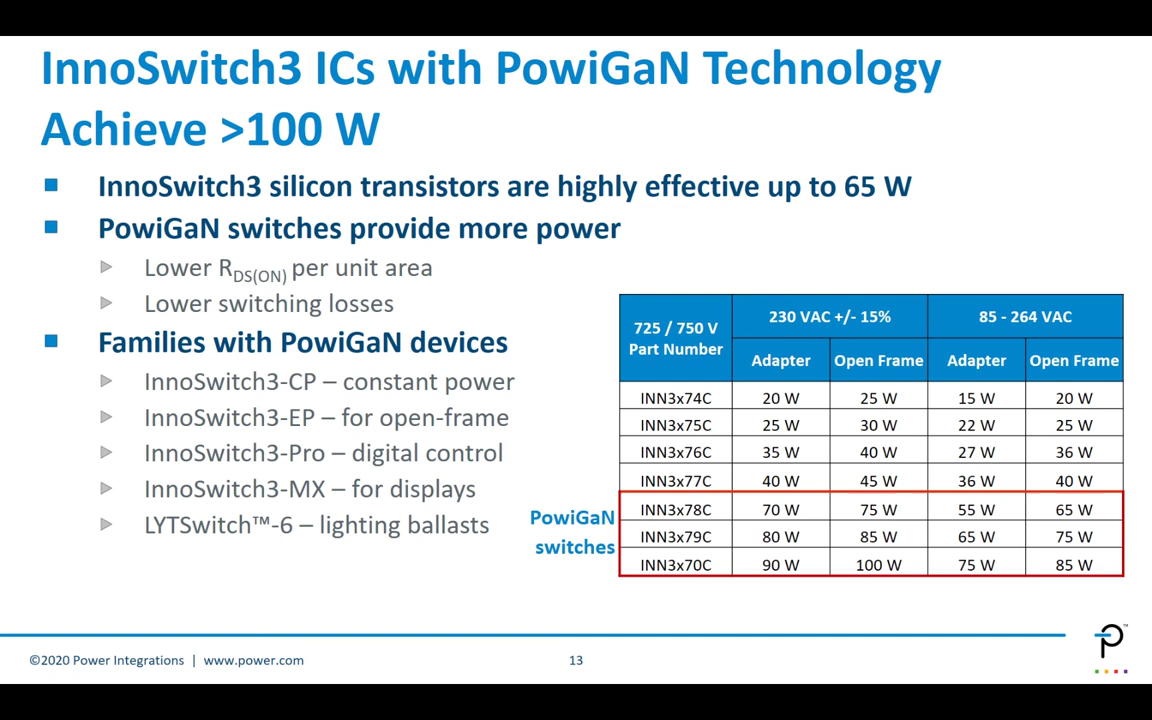 InnoSwitch3 ICs with PowiGaN Technology
Achieve >100 W
InnoSwitch3 silicon transistors are highly effective up to 65 W
PowiGaN switches provide more power
Lower RDS(ON) per unit area
Lower switching losses
Families with PowiGaN devices
InnoSwitch3-CP – constant power
InnoSwitch3-EP – for open-frame
InnoSwitch3-Pro – digital control
InnoSwitch3-MX – for displays
LYTSwitch™-6 – lighting ballasts
PowiGaN
switches
725 / 750 V
Part Number
230 VAC +/- 15% 85 - 264 VAC
Adapter Open Frame Adapter Open Frame
INN3x74C 20 W 25 W 15 W 20 W
INN3x75C 25 W 30 W 22 W 25 W
INN3x76C 35 W 40 W 27 W 36 W
INN3x77C 40 W 45 W 36 W 40 W
INN3x78C 70 W 75 W 55 W 65 W
INN3x79C 80 W 85 W 65 W 75 W
INN3x70C 90 W 100 W 75 W 85 W
©2020 Power Integrations | www.power.com
13
™